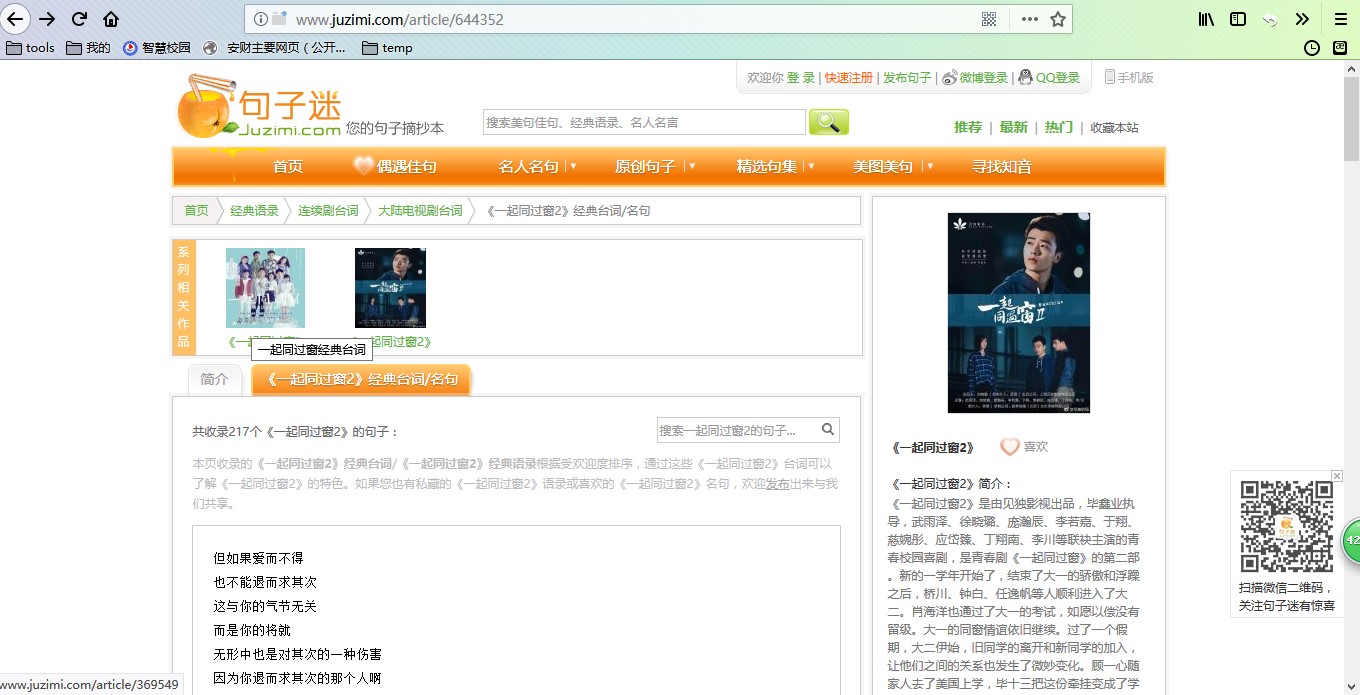 www.juzimi.com/article/644352
tools 我的 智慧校园 安财主要网页（公开... temp
欢迎你 登 录 | 快速注册 | 发布句子 | 微博登录 | QQ登录 手机版
句子迷
Juzimi.com 您的句子摘抄本
搜索美句佳句、经典语录、名人名言
推荐 | 最新 | 热门 | 收藏本站
首页 偶遇佳句 名人名句 原创句子 精选句集 美图美句 寻找知音
首页 经典语录 连续剧台词 大陆电视剧台词 《一起同过窗2》经典台词/名句
系列相关作品
一起同过窗经典台词
同过窗2》
简介 《一起同过窗2》经典台词/名句
共收录217个《一起同过窗2》的句子：
搜索一起同过窗2的句子...
本页收录的《一起同过窗2》经典台词/《一起同过窗2》经典语录根据受欢迎度排序，通过这些《一起同过窗2》台词可以
了解《一起同过窗2》的特色。如果您也有私藏的《一起同过窗2》语录或喜欢的《一起同过窗2》名句，欢迎发布出来与我
们共享。
但如果爱而不得
也不能退而求其次
这与你的气节无关
而是你的将就
无形中也是对其次的一种伤害
因为你退而求其次的那个人啊
www.juzimi.com/article/369549
一起
同过窗II
《一起同过窗2》 喜欢
《一起同过窗2》简介：
《一起同过窗2》是由见独影视出品，毕鑫业执
导，武雨泽、徐晓璐、庞瀚辰、李若嘉、于翔、
慈婉彤、应岱臻、丁翔南、李川等联袂主演的青
春校园喜剧，是青春剧《一起同过窗》的第二部
。新的一学年开始了，结束了大一的骄傲和浮躁
之后，桥川、钟白、任逸帆等人顺利进入了大
二。肖海洋也通过了大一的考试，如愿以偿没有
留级。大一的同窗情谊依旧继续。过了一个假
期，大二伊始，旧同学的离开和新同学的加入，
让他们之间的关系也发生了微妙变化。顾一心随
家人去了美国上学，毕十三把这份牵挂变成了学
句子迷
扫描微信二维码，
关注句子迷有惊喜
42